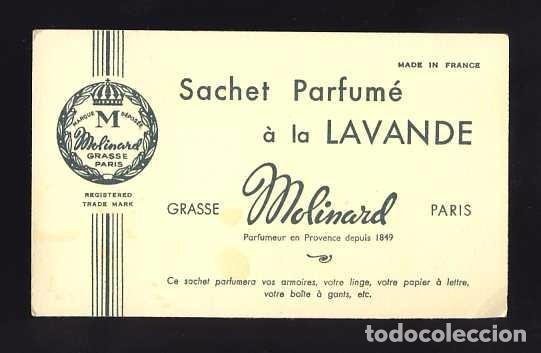 MADE IN FRANCE
Sachet Parfumé
à la LAVANDE
MARQUE DÉPOSÉE
M
Molinard
GRASSE
PARIS
REGISTERED
TRADE MARK
GRASSE Molinard PARIS
Parfumeur en Provence depuis 1849
Ce sachet parfumera vos armoires, votre linge, votre papier à lettre,
votre boîte à gants, etc.
todocoleccion